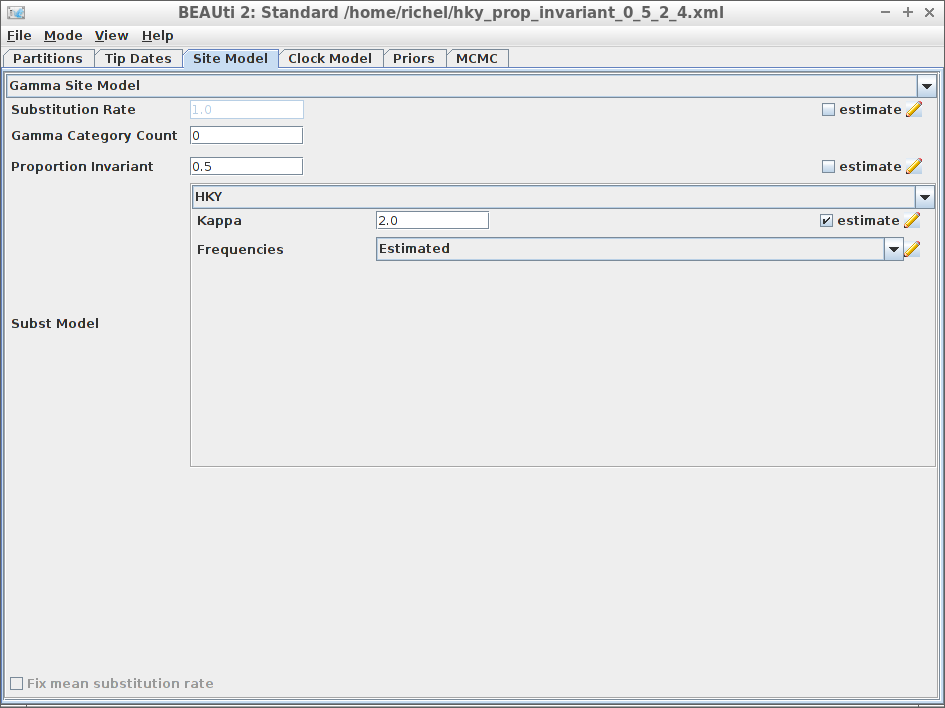 BEAUti 2: Standard /home/richel/hky_prop_invariant_0_5_2_4.xml
File Mode View Help
Partitions Tip Dates Site Model Clock Model Priors MCMC
Gamma Site Model
Substitution Rate 1.0 estimate
Gamma Category Count 0
Proportion Invariant 0.5 estimate
HKY
Kappa 2.0 estimate
Frequencies Estimated
Subst Model
Fix mean substitution rate